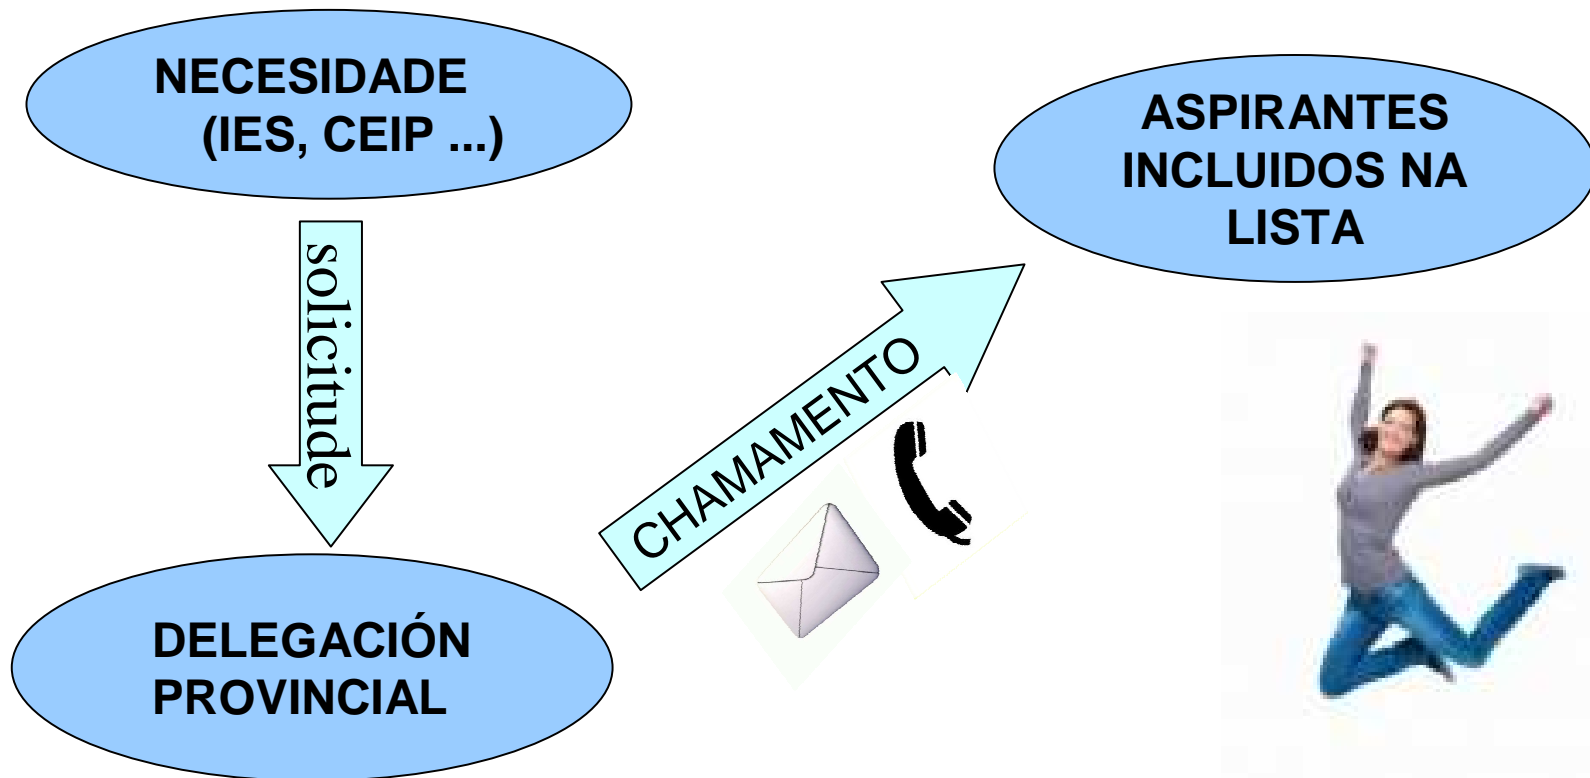 NECESIDADE
(IES, CEIP ...)
solicitude
DELEGACIÓN
PROVINCIAL
CHAMAMENTO
ASPIRANTES
INCLUIDOS NA
LISTA